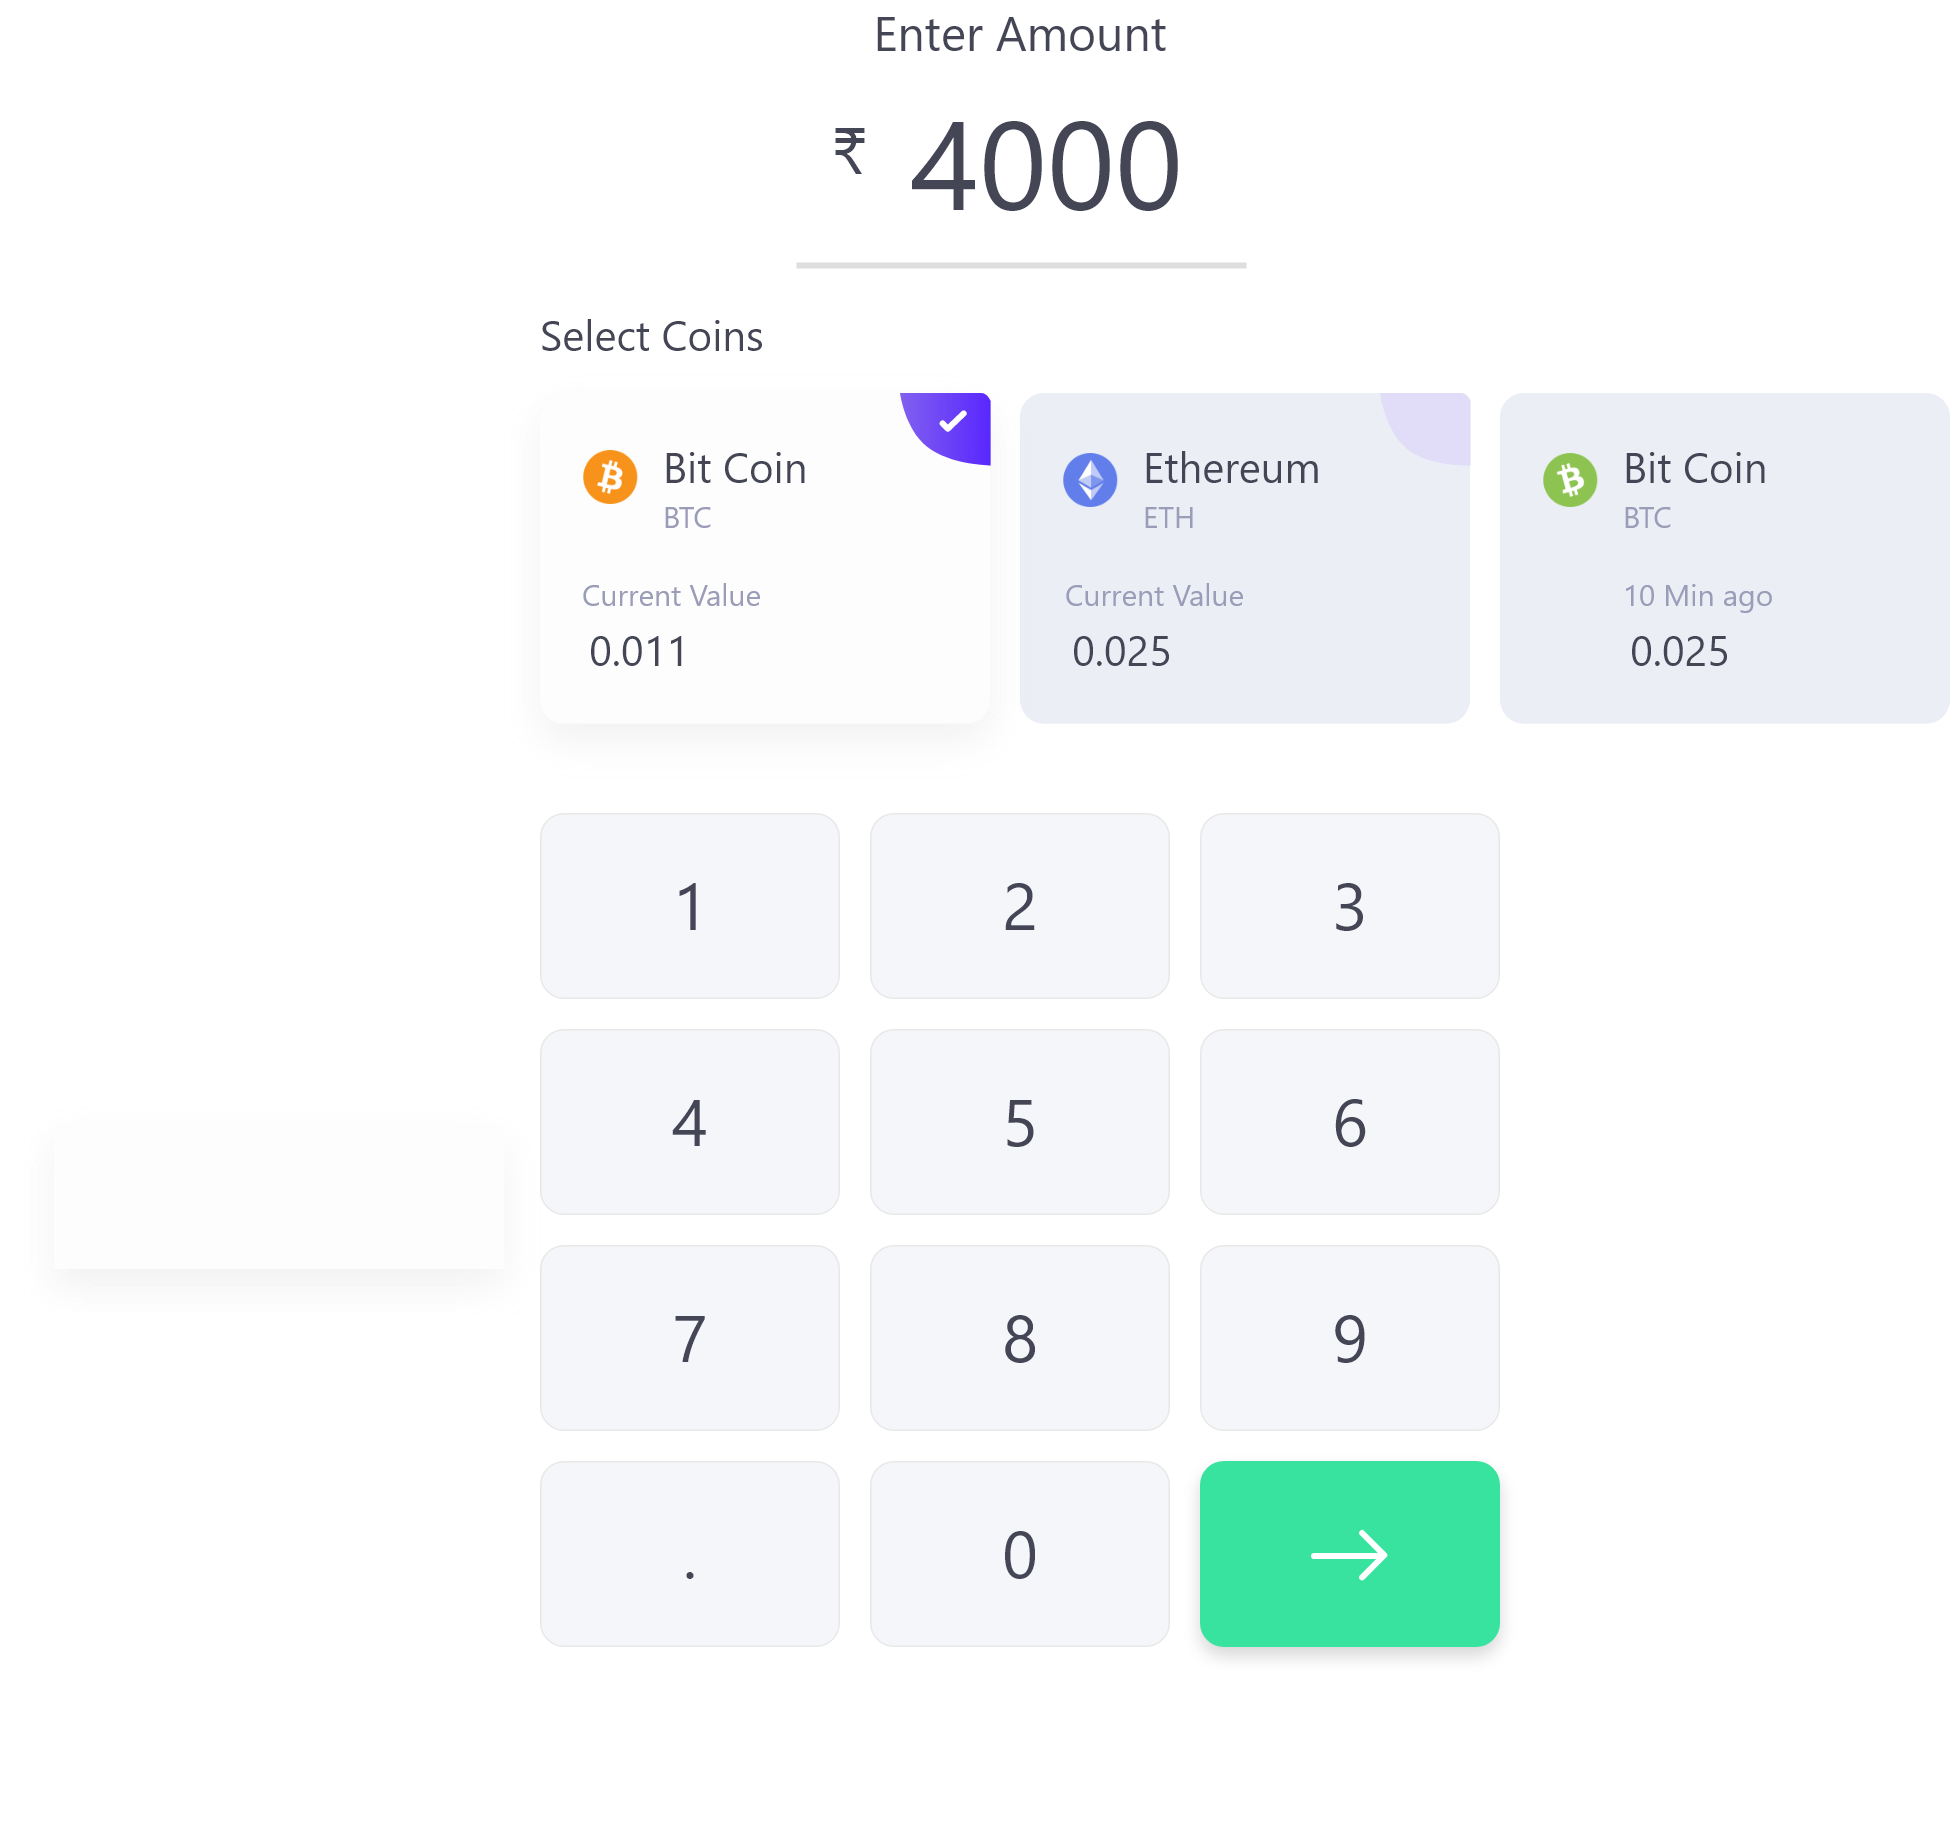 Enter Amount
₹ 4000
Select Coins
Bit Coin
BTC
Current Value
0.011
Ethereum
ETH
Current Value
0.025
Bit Coin
BTC
10 Min ago
0.025
1 2 3
4 5 6
7 8 9
. 0